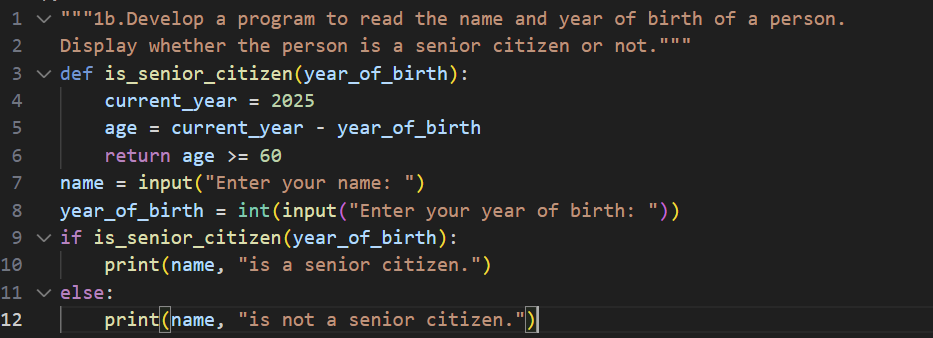 1 """1b.Develop a program to read the name and year of birth of a person.
2 Display whether the person is a senior citizen or not."""
3 def is_senior_citizen(year_of_birth):
4     current_year = 2025
5     age = current_year - year_of_birth
6     return age >= 60
7 name = input("Enter your name: ")
8 year_of_birth = int(input("Enter your year of birth: "))
9 if is_senior_citizen(year_of_birth):
10     print(name, "is a senior citizen.")
11 else:
12     print(name, "is not a senior citizen.")